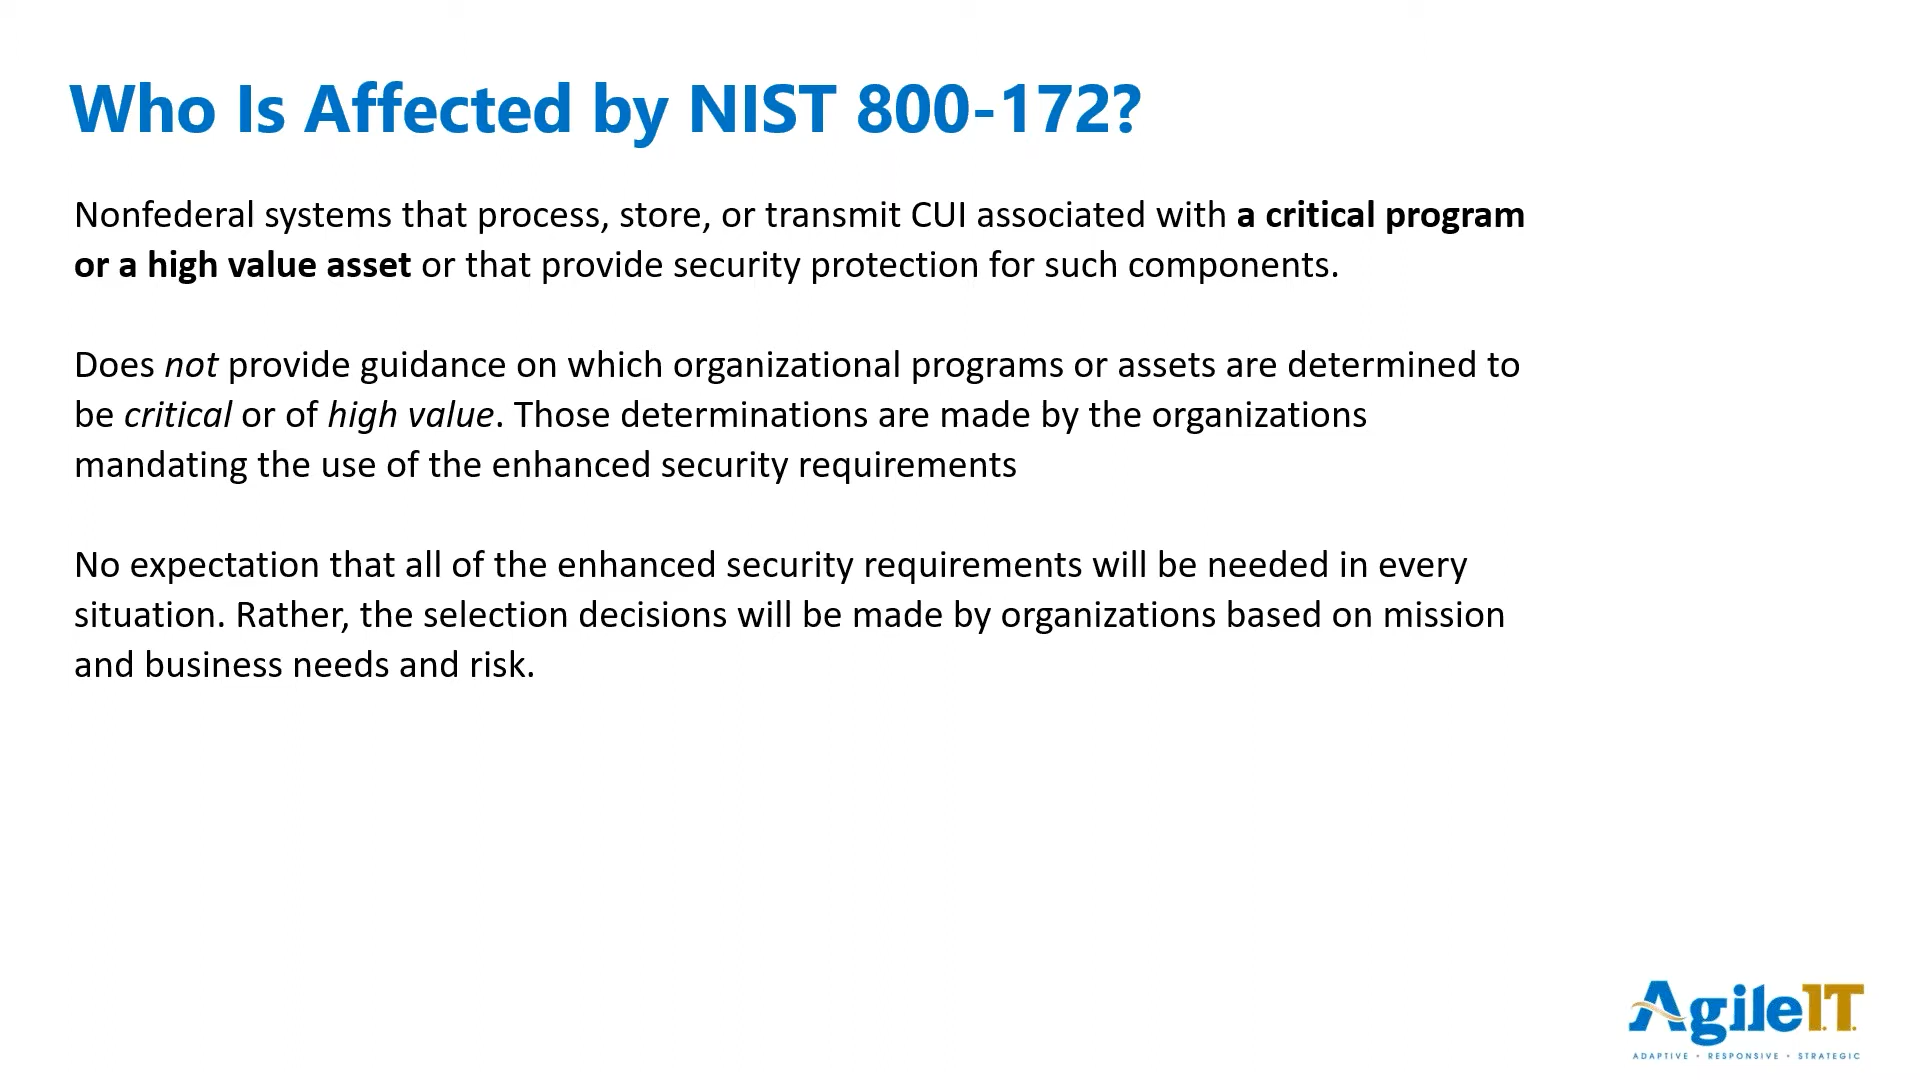 Who Is Affected by NIST 800-172?
Nonfederal systems that process, store, or transmit CUI associated with a critical program
or a high value asset or that provide security protection for such components.
Does not provide guidance on which organizational programs or assets are determined to
be critical or of high value. Those determinations are made by the organizations
mandating the use of the enhanced security requirements
No expectation that all of the enhanced security requirements will be needed in every
situation. Rather, the selection decisions will be made by organizations based on mission
and business needs and risk.
AgileI.T.
ADAPTIVE • RESPONSIVE • STRATEGIC